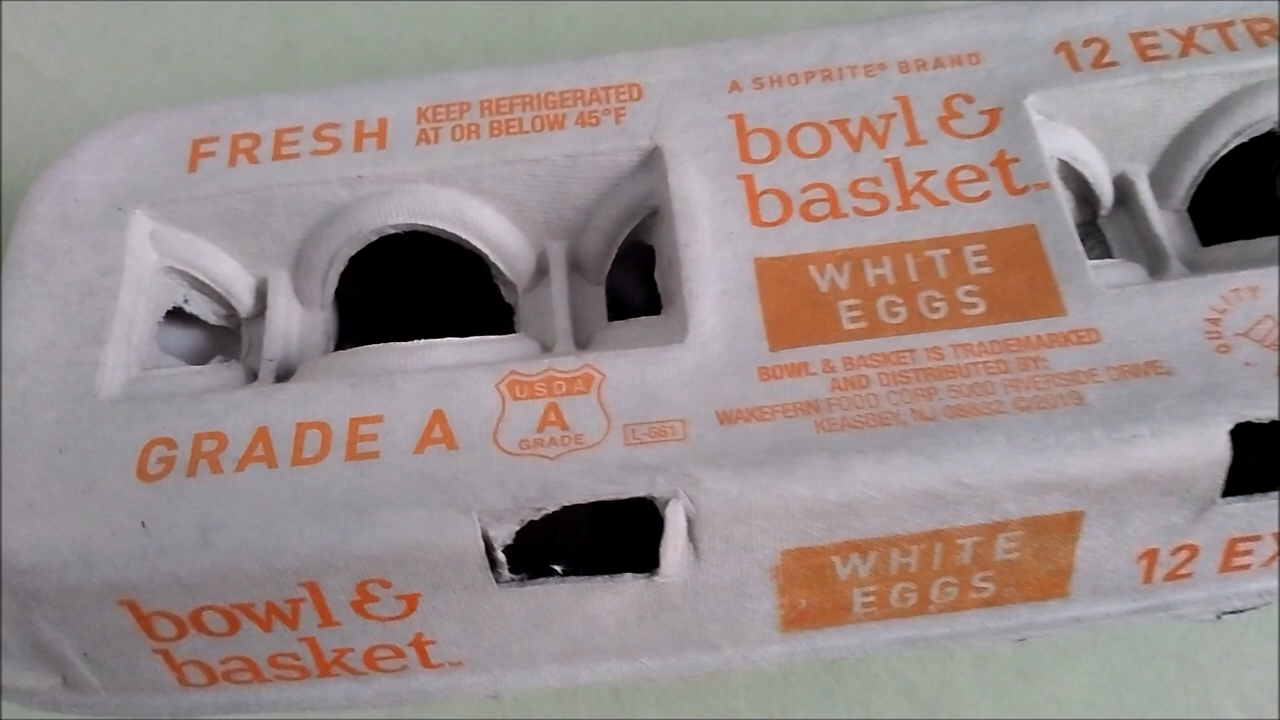 FRESH
KEEP REFRIGERATED
AT OR BELOW 45°F
A SHOPRITE® BRAND
bowl &
basket™
WHITE
EGGS
BOWL & BASKET IS TRADEMARKED
AND DISTRIBUTED BY:
WAKEFERN FOOD CORP. 5000 RIVERSIDE DRIVE,
KEASBEY, NJ 08832 ©2019
12 EXTR
QUALITY
GRADE A
USDA
A
GRADE
L-661
bowl &
basket™
WHITE
EGGS
12 EX